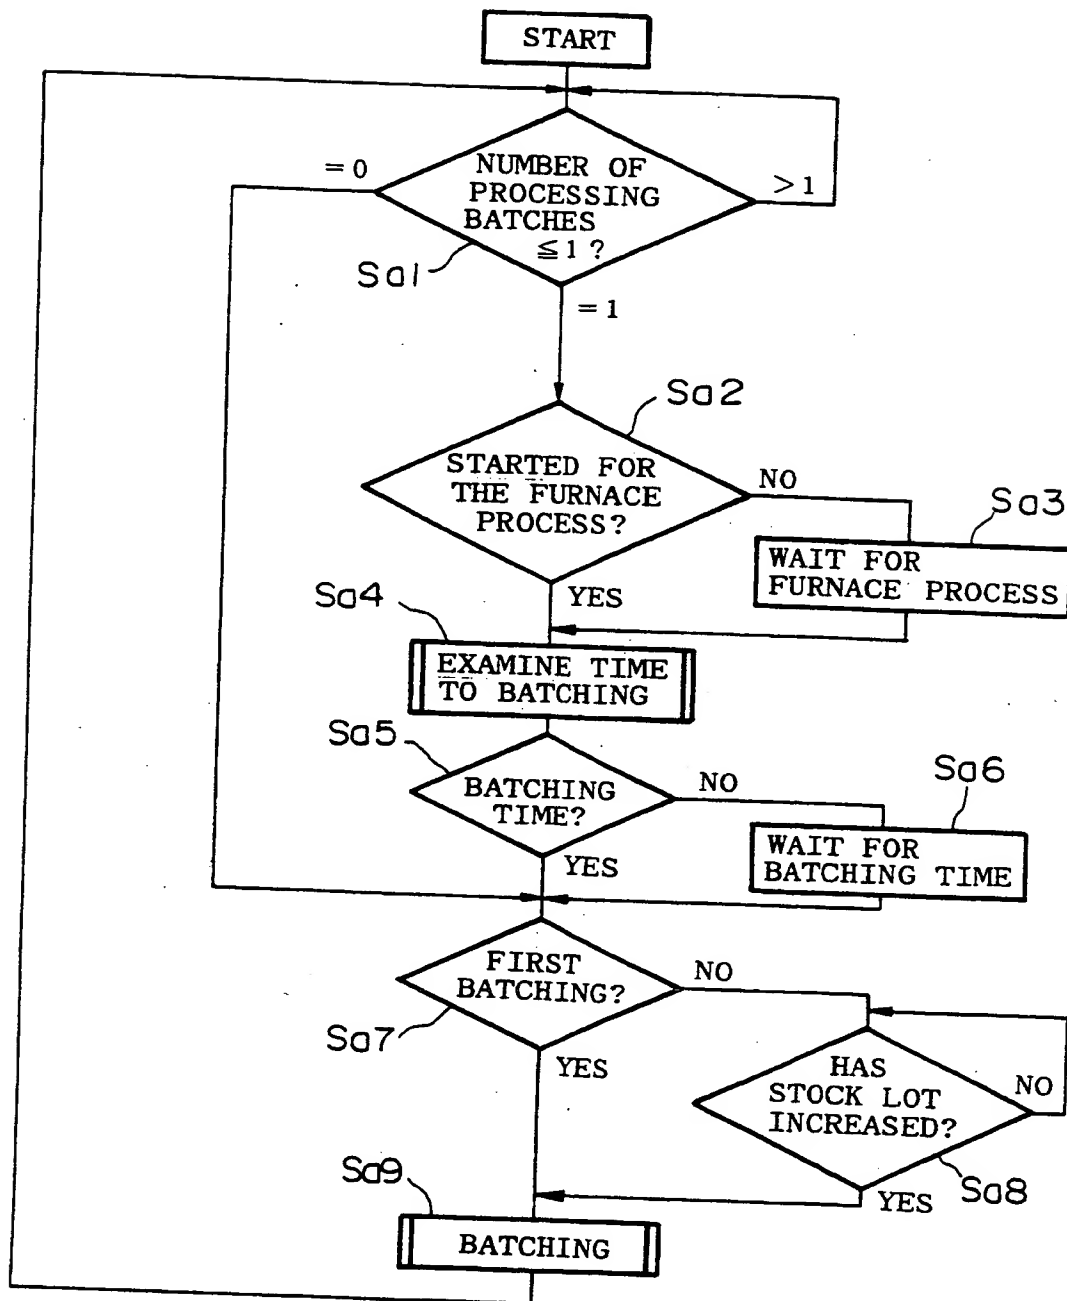 START
= 0
NUMBER OF
PROCESSING
BATCHES
≦ 1 ?
> 1
Sa1
= 1
Sa2
STARTED FOR
THE FURNACE
PROCESS?
NO
Sa3
WAIT FOR
FURNACE PROCESS
YES
Sa4
EXAMINE TIME
TO BATCHING
Sa5
BATCHING
TIME?
NO
Sa6
WAIT FOR
BATCHING TIME
YES
FIRST
BATCHING?
NO
Sa7
YES
HAS
STOCK LOT
INCREASED?
NO
Sa8
YES
Sa9
BATCHING